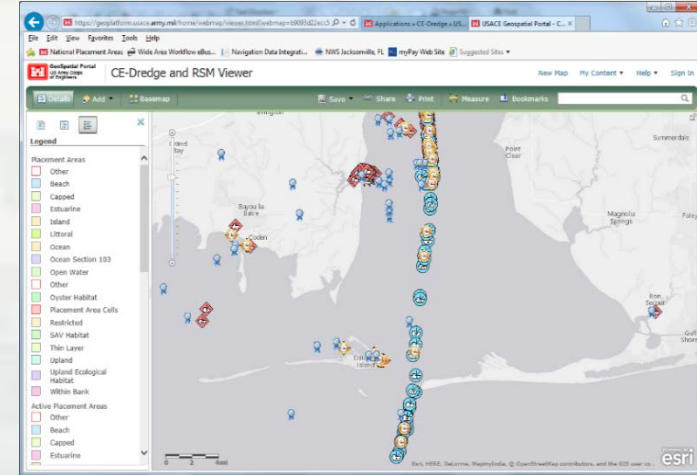 https://geoplatform.usace.army.mil/home/webmap/viewer.html?webmap=b9093d2ecc5
Applications » CE-Dredge » US...
USACE Geospatial Portal - C...
File Edit View Favorites Tools Help
National Placement Areas
Wide Area Workflow eBus...
Navigation Data Integrati...
NWS Jacksonville, FL
myPay Web Site
Suggested Sites
GeoSpatial Portal
US Army Corps
of Engineers
CE-Dredge and RSM Viewer
New Map My Content Help Sign In
Details Add Basemap Save Share Print Measure Bookmarks
Legend
Placement Areas
Other
Beach
Capped
Estuarine
Island
Littoral
Ocean
Ocean Section 103
Open Water
Other
Oyster Habitat
Placement Area Cells
Restricted
SAV Habitat
Thin Layer
Upland
Upland Ecological
Habitat
Within Bank
Active Placement Areas
Other
Beach
Capped
Estuarine
Point
Clear
Summerdale
Bayou la
Batre
Coden
Magnolia
Springs
Foley
Bon
Secour
Gulf
Shores
Island
0 2 4mi
Esri, HERE, DeLorme, MapmyIndia, © OpenStreetMap contributors, and the GIS user co...
esri